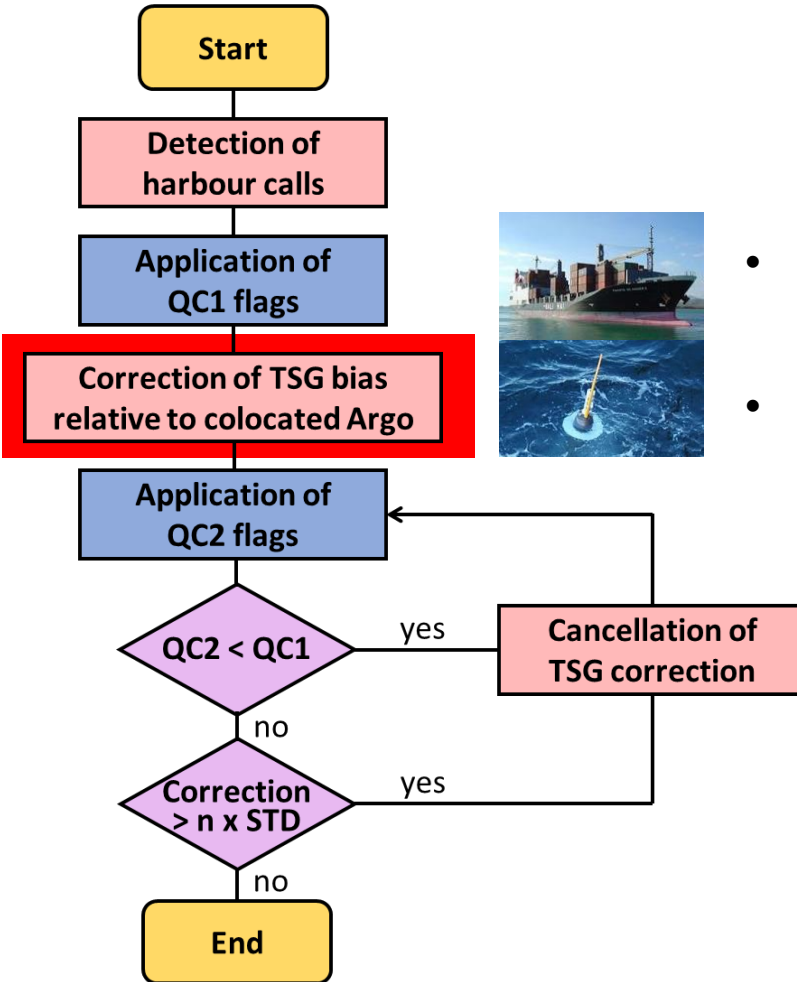 Start
Detection of
harbour calls
Application of
QC1 flags
Correction of TSG bias
relative to colocated Argo
Application of
QC2 flags
QC2 < QC1
yes
Cancellation of
TSG correction
no
Correction
> n x STD
yes
no
End